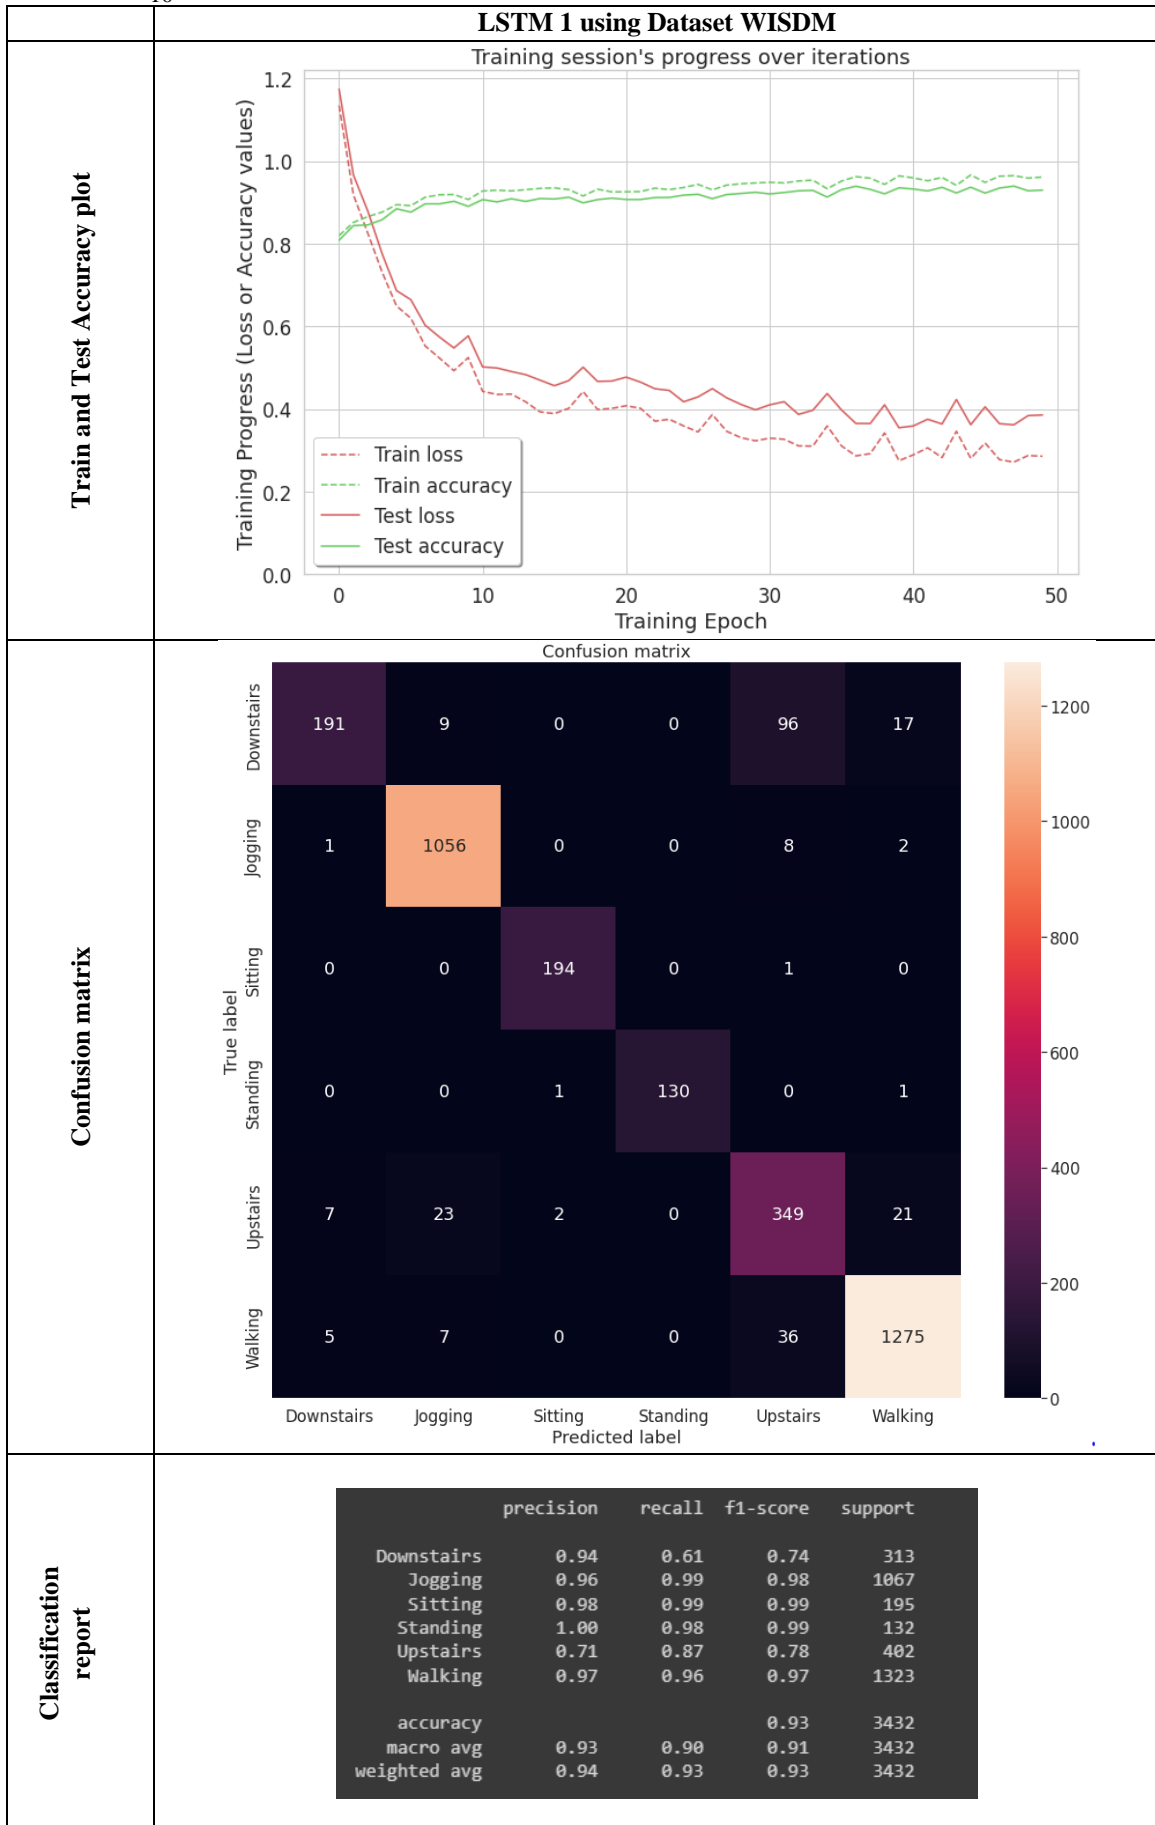 LSTM 1 using Dataset WISDM
Train and Test Accuracy plot
Training session's progress over iterations
Training Progress (Loss or Accuracy values)
1.2
1.0
0.8
0.6
0.4
0.2
0.0
Train loss
Train accuracy
Test loss
Test accuracy
0 10 20 30 40 50
Training Epoch
Confusion matrix
Confusion matrix
True label
Downstairs 191 9 0 0 96 17
Jogging 1 1056 0 0 8 2
Sitting 0 0 194 0 1 0
Standing 0 0 1 130 0 1
Upstairs 7 23 2 0 349 21
Walking 5 7 0 0 36 1275
Downstairs Jogging Sitting Standing Upstairs Walking
Predicted label
1200
1000
800
600
400
200
0
Classification
report
precision recall f1-score support
Downstairs 0.94 0.61 0.74 313
Jogging 0.96 0.99 0.98 1067
Sitting 0.98 0.99 0.99 195
Standing 1.00 0.98 0.99 132
Upstairs 0.71 0.87 0.78 402
Walking 0.97 0.96 0.97 1323
accuracy 0.93 3432
macro avg 0.93 0.90 0.91 3432
weighted avg 0.94 0.93 0.93 3432